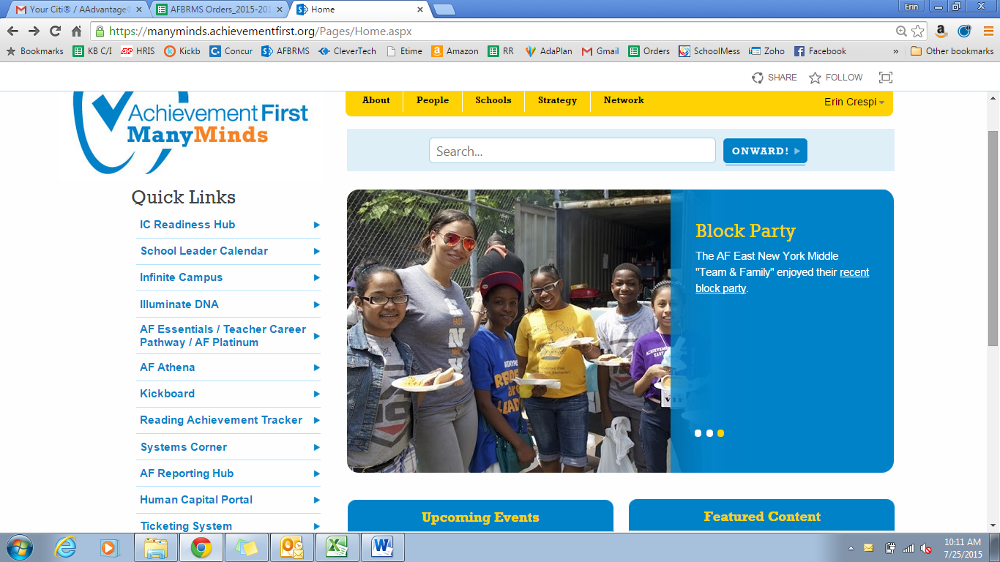 Your Citi® / AAdvantage®
AFBRMS Orders_2015-201
Home
Erin
https://manyminds.achievementfirst.org/Pages/Home.aspx
Bookmarks KB C/I HRIS Kickb Concur AFBRMS CleverTech Etime Amazon RR AdaPlan Gmail Orders SchoolMess Zoho Facebook » Other bookmarks
SHARE FOLLOW
About People Schools Strategy Network Erin Crespi
AchievementFirst
ManyMinds
Search...
ONWARD!
Quick Links
IC Readiness Hub
School Leader Calendar
Infinite Campus
Illuminate DNA
AF Essentials / Teacher Career
Pathway / AF Platinum
AF Athena
Kickboard
Reading Achievement Tracker
Systems Corner
AF Reporting Hub
Human Capital Portal
Ticketing System
Block Party
The AF East New York Middle
"Team & Family" enjoyed their recent
block party.
Upcoming Events
Featured Content
10:11 AM
7/25/2015